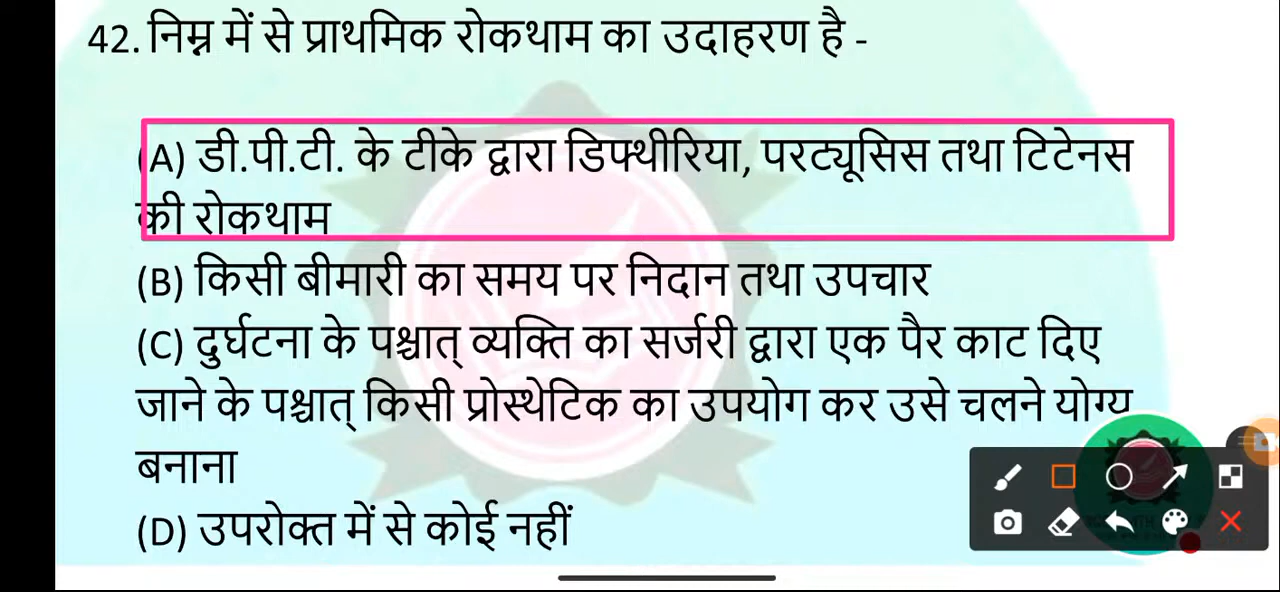 42. निम्न में से प्राथमिक रोकथाम का उदाहरण है -
(A) डी.पी.टी. के टीके द्वारा डिफ्थीरिया, परट्यूसिस तथा टिटेनस
की रोकथाम
(B) किसी बीमारी का समय पर निदान तथा उपचार
(C) दुर्घटना के पश्चात् व्यक्ति का सर्जरी द्वारा एक पैर काट दिए
जाने के पश्चात् किसी प्रोस्थेटिक का उपयोग कर उसे चलने योग्य
बनाना
(D) उपरोक्त में से कोई नहीं